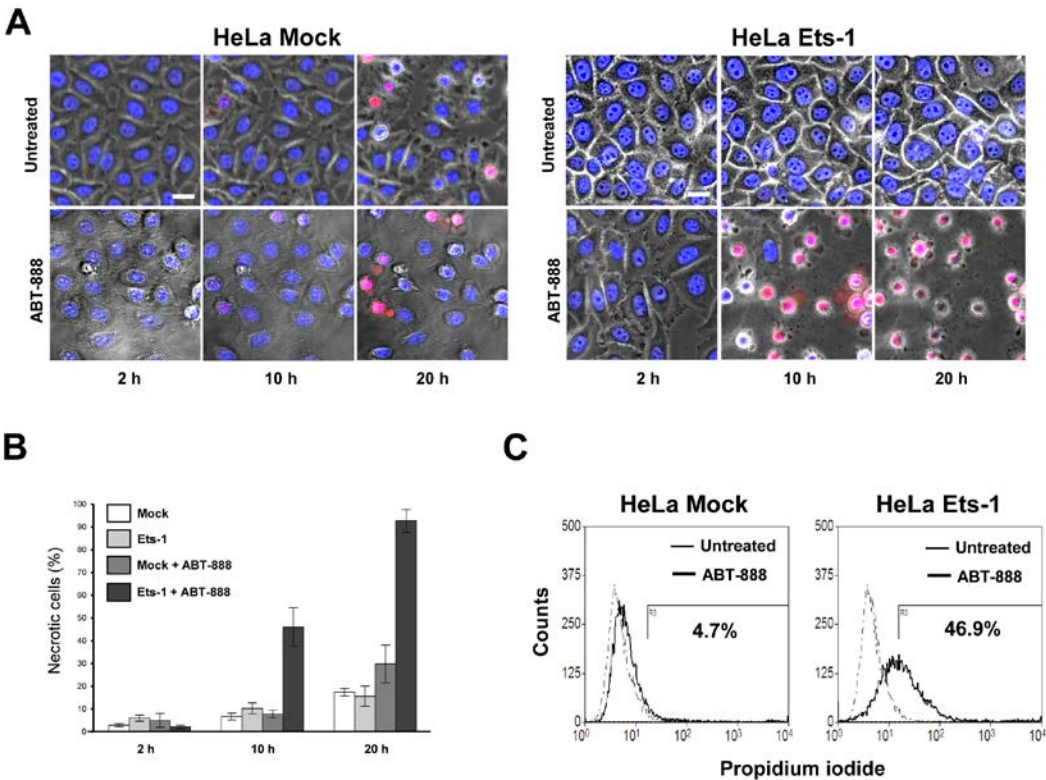 A
HeLa Mock
HeLa Ets-1
Untreated
ABT-888
2 h
10 h
20 h
Untreated
ABT-888
2 h
10 h
20 h
B
Necrotic cells (%)
100
90
80
70
60
50
40
30
20
10
0
Mock
Ets-1
Mock + ABT-888
Ets-1 + ABT-888
2 h
10 h
20 h
C
HeLa Mock
HeLa Ets-1
Counts
500
375
250
125
0
Untreated
ABT-888
R3
4.7%
10⁰ 10¹ 10² 10³ 10⁴
500
375
250
125
0
Untreated
ABT-888
R3
46.9%
10⁰ 10¹ 10² 10³ 10⁴
Propidium iodide